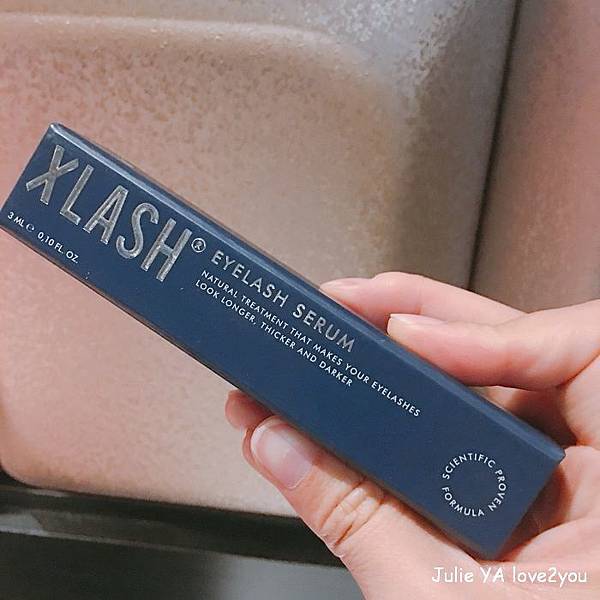 XLASH®
EYELASH SERUM
NATURAL TREATMENT THAT MAKES YOUR EYELASHES
LOOK LONGER, THICKER AND DARKER
3 ML ℮ 0,10 FL. OZ.
SCIENTIFIC PROVEN
FORMULA
Julie YA love2you